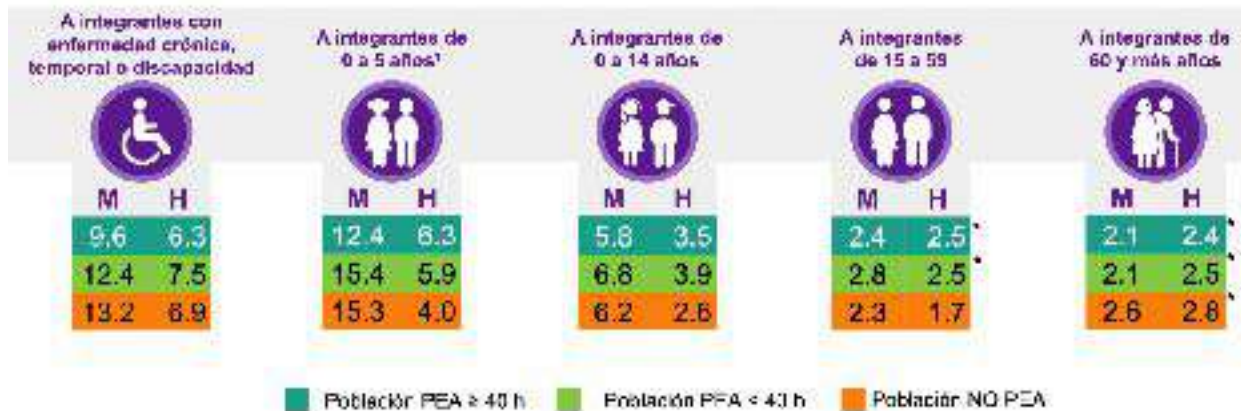 A integrantes con
enfermedad crónica,
temporal o discapacidad
A integrantes de
0 a 5 años¹
A integrantes de
0 a 14 años
A integrantes
de 15 a 59
A integrantes de
60 y más años
M H M H M H M H M H
9.6 6.3 12.4 6.3 5.8 3.5 2.4 2.5* 2.1 2.4*
12.4 7.5 15.4 5.9 6.8 3.9 2.8 2.5* 2.1 2.5*
13.2 6.9 15.3 4.0 6.2 2.6 2.3 1.7 2.6 2.8*
Población PEA ≥ 40 h Población PEA < 40 h Población NO PEA